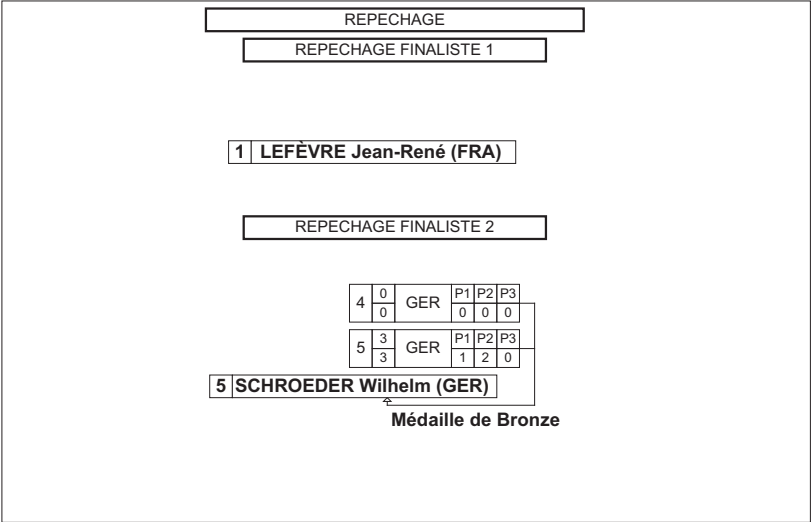 REPECHAGE
REPECHAGE FINALISTE 1
1 LEFÈVRE Jean-René (FRA)
REPECHAGE FINALISTE 2
4 0 GER P1 P2 P3
0 0 0 0
5 3 GER P1 P2 P3
3 1 2 0
5 SCHROEDER Wilhelm (GER)
Médaille de Bronze